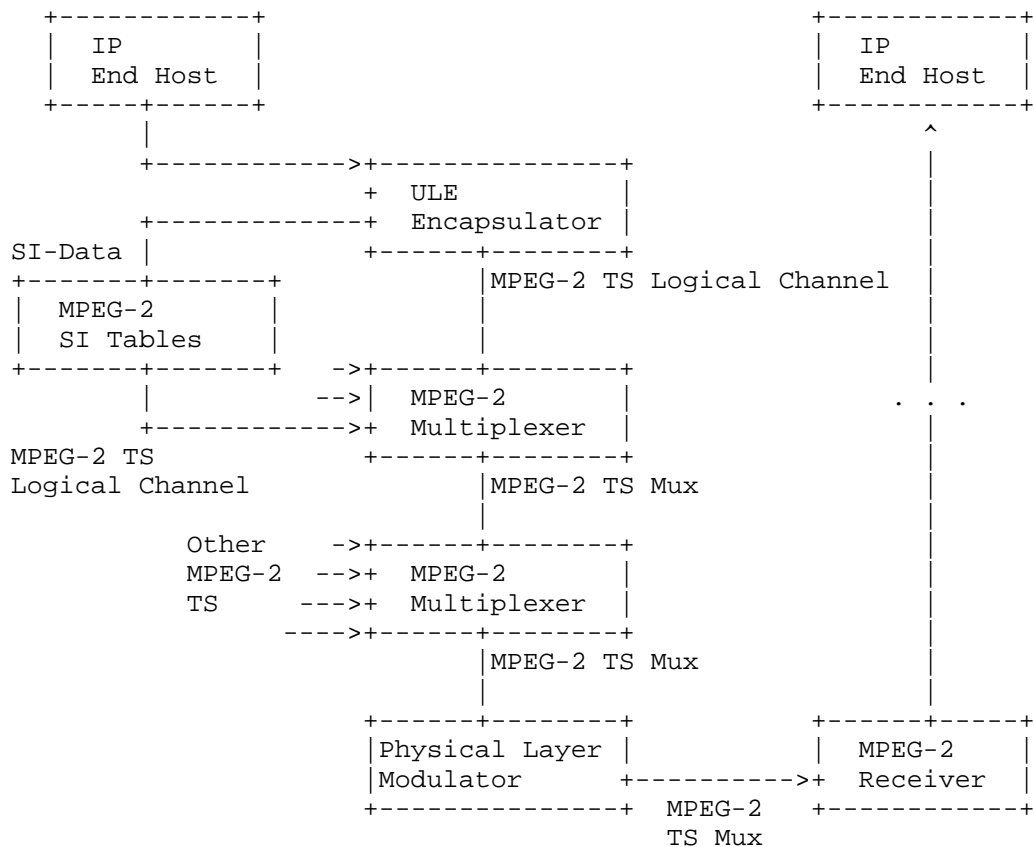 IP IP
End Host End Host
ULE
Encapsulator
SI-Data
MPEG-2 TS Logical Channel
MPEG-2
SI Tables
MPEG-2
. . .
Multiplexer
MPEG-2 TS
Logical Channel MPEG-2 TS Mux
Other
MPEG-2 MPEG-2
TS Multiplexer
MPEG-2 TS Mux
Physical Layer MPEG-2
Modulator Receiver
MPEG-2
TS Mux